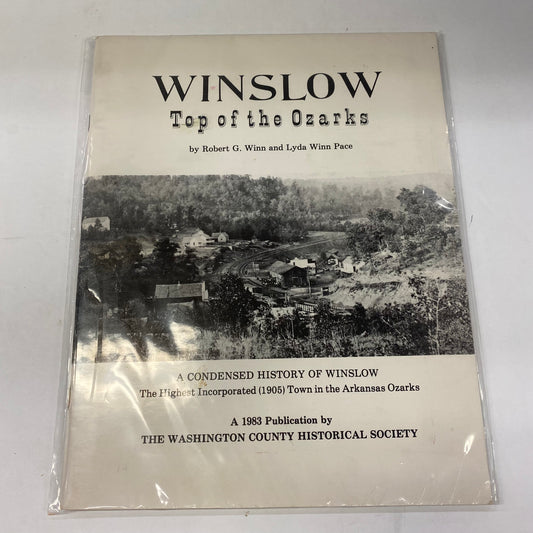 WINSLOW
Top of the Ozarks
by Robert G. Winn and Lyda Winn Pace
A CONDENSED HISTORY OF WINSLOW
The Highest Incorporated (1905) Town in the Arkansas Ozarks
A 1983 Publication by
THE WASHINGTON COUNTY HISTORICAL SOCIETY